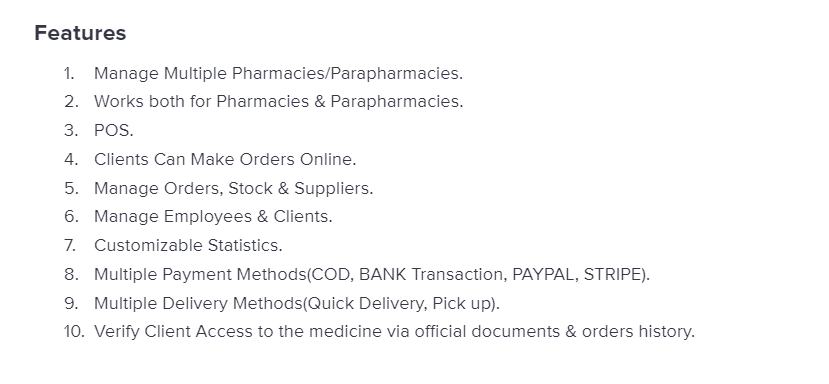 Features
1. Manage Multiple Pharmacies/Parapharmacies.
2. Works both for Pharmacies & Parapharmacies.
3. POS.
4. Clients Can Make Orders Online.
5. Manage Orders, Stock & Suppliers.
6. Manage Employees & Clients.
7. Customizable Statistics.
8. Multiple Payment Methods(COD, BANK Transaction, PAYPAL, STRIPE).
9. Multiple Delivery Methods(Quick Delivery, Pick up).
10. Verify Client Access to the medicine via official documents & orders history.